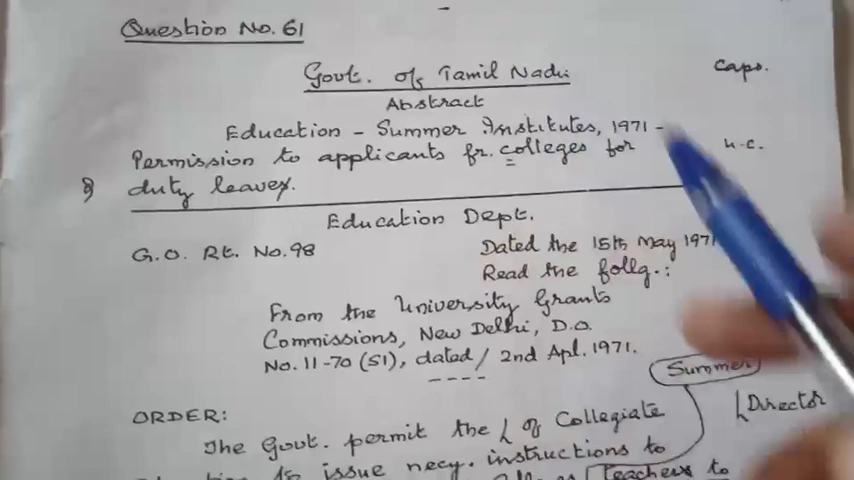 Question No. 61
Govt. of Tamil Nadu caps.
Abstract
Education - Summer Institutes, 1971 -
Permission to applicants fr. colleges for u.c.
duty leavex.
Education Dept.
G.O. Rt. No. 98 Dated the 15th May 1971
Read the follg.:
From the University Grants
Commissions, New Delhi, D.O.
No. 11-70 (51), dated/ 2nd Apl. 1971.
----
Summer
ORDER: Director
The Govt. permit the of Collegiate
to issue necy. instructions to
Teachers to